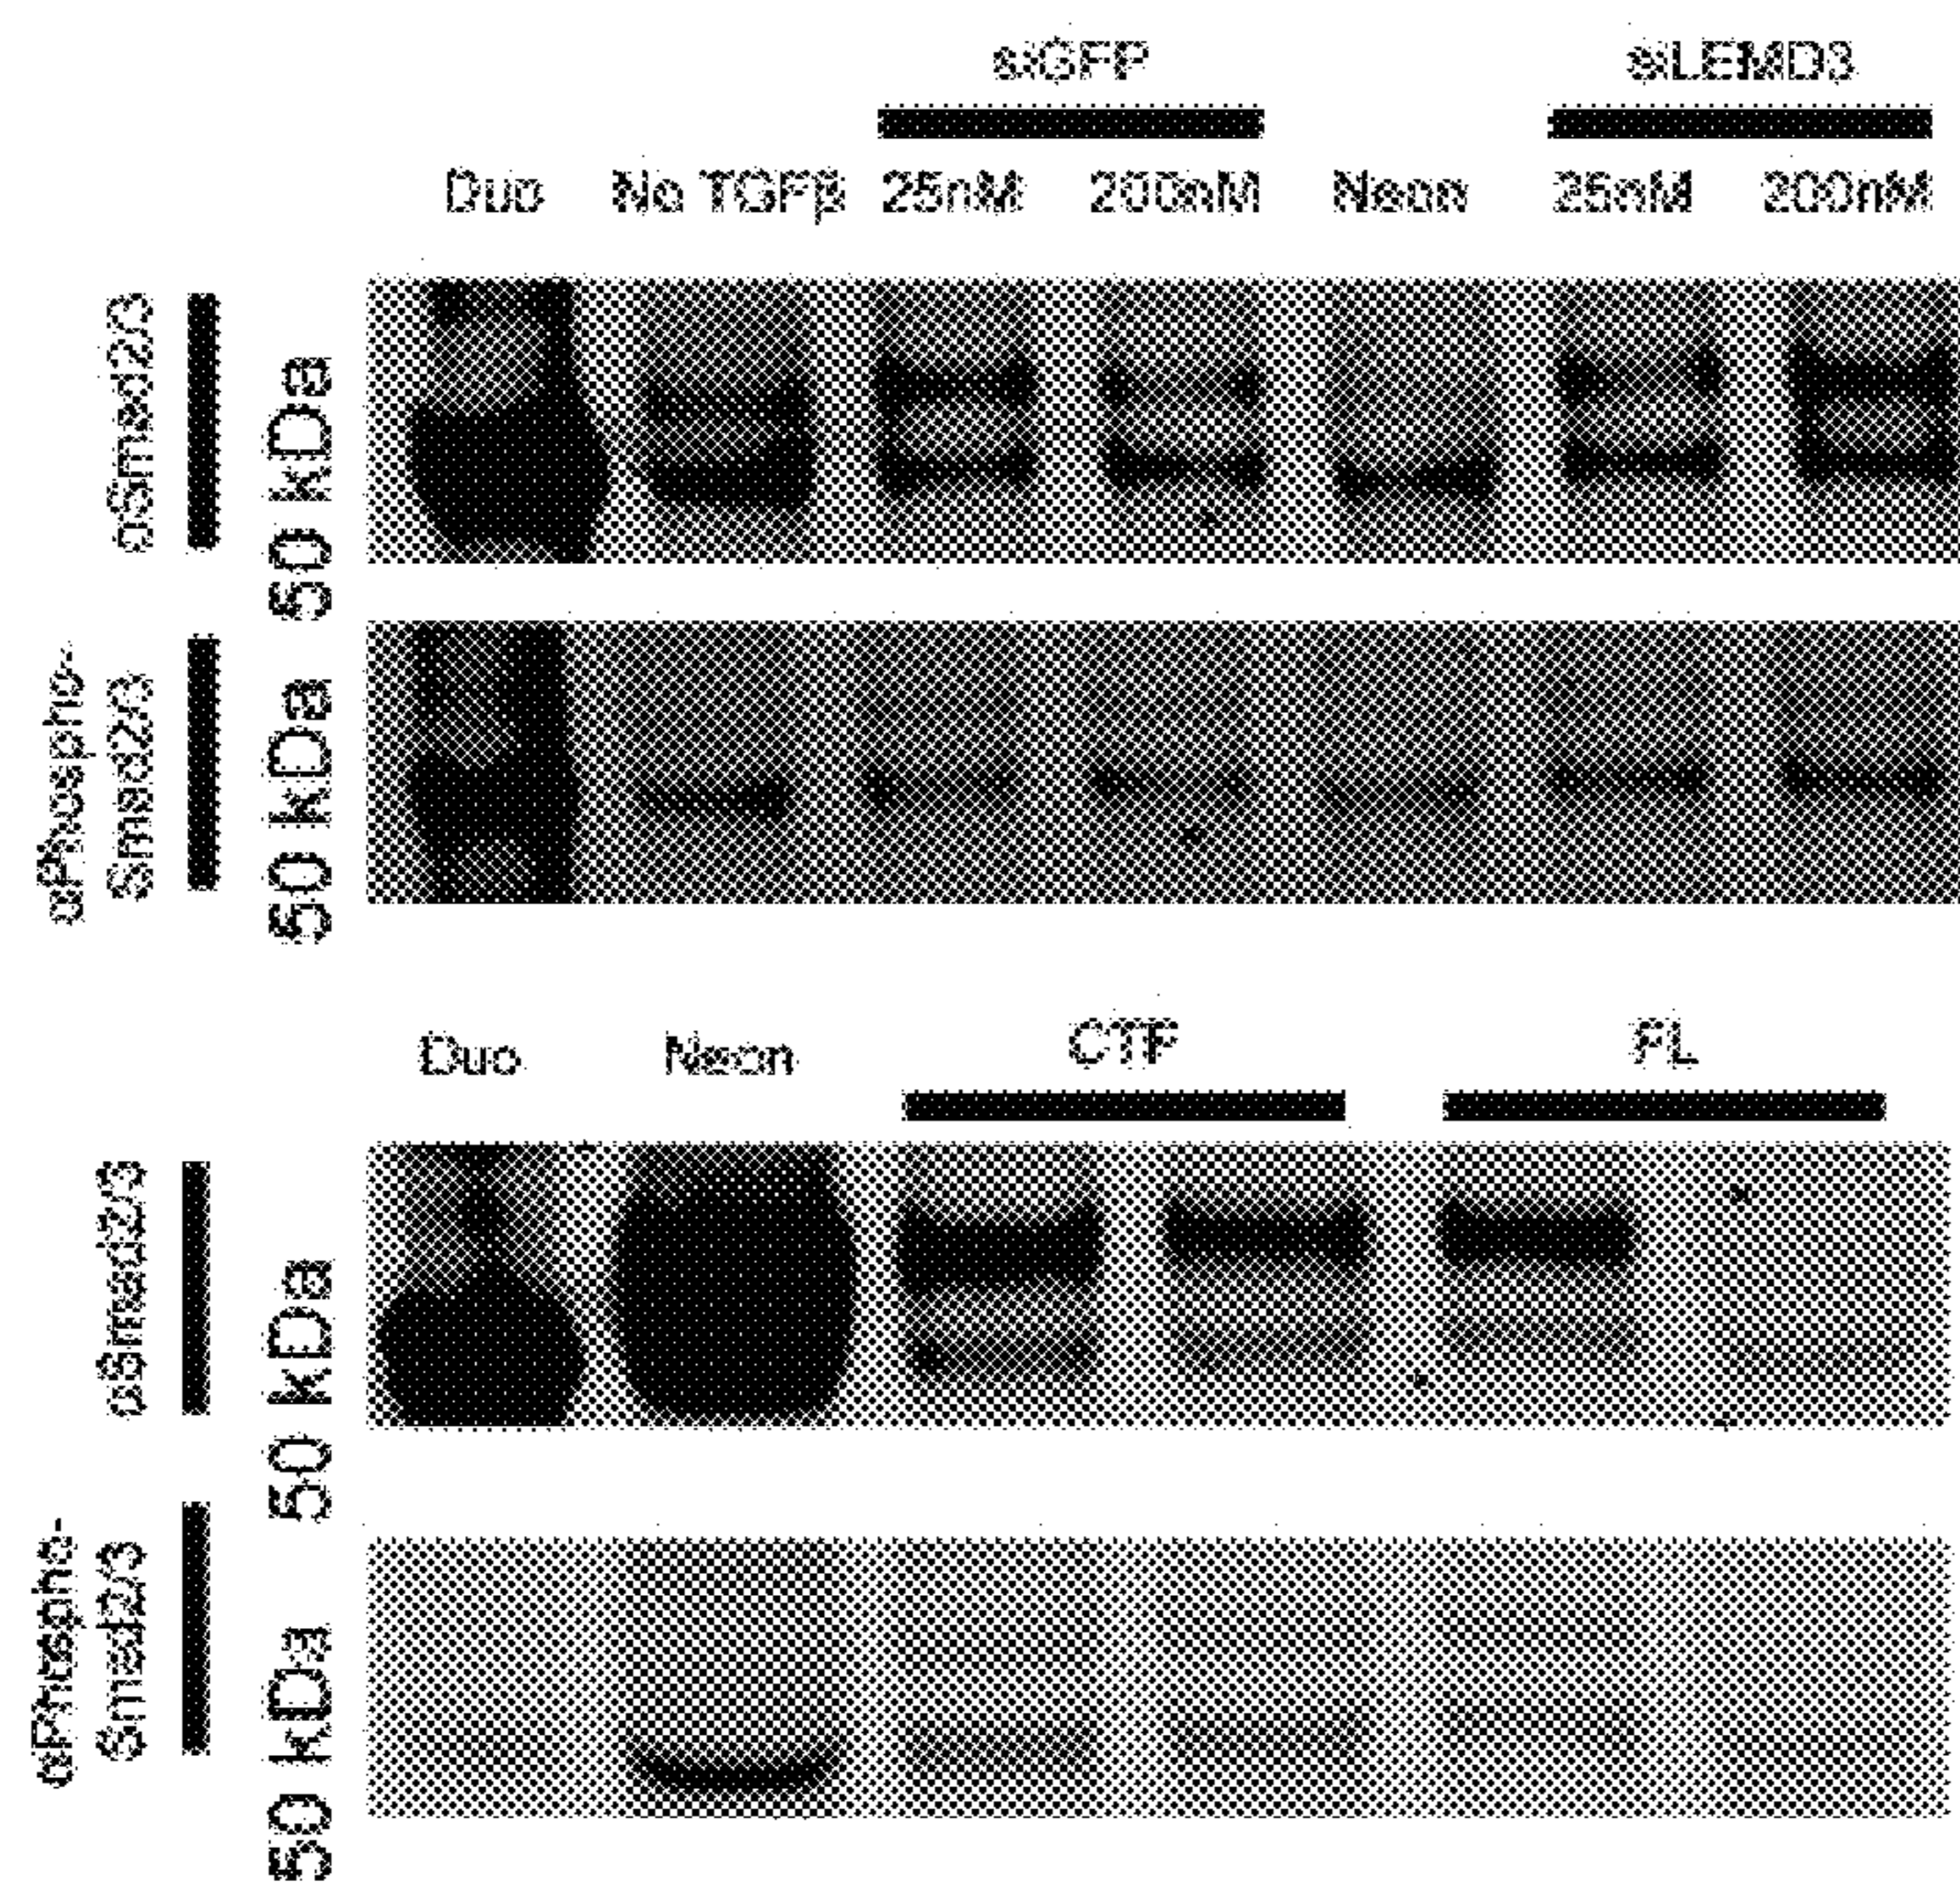 siGFP siLEMD3
Duo No TGFβ 25nM 200nM Neon 25nM 200nM
αSmad2/3
50 kDa
αPhospho-
Smad2/3
50 kDa
Duo Neon CTF FL
αSmad2/3
50 kDa
αPhospho-
Smad2/3
50 kDa